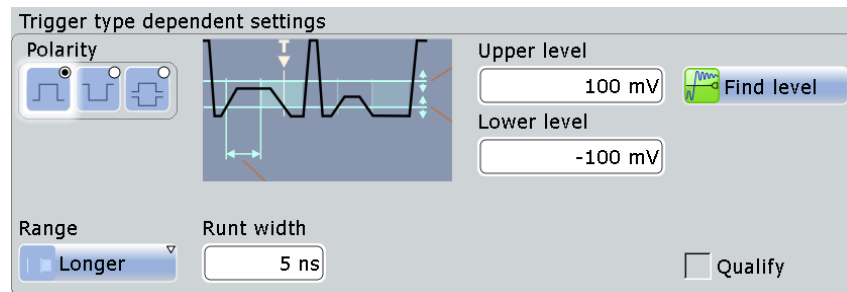 Trigger type dependent settings
Polarity
T
Upper level
100 mV
Find level
Lower level
-100 mV
Range
Longer
Runt width
5 ns
Qualify